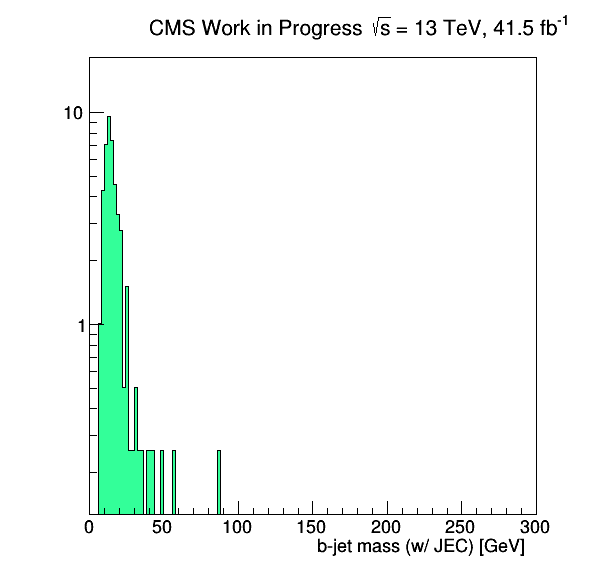 CMS Work in Progress √s = 13 TeV, 41.5 fb⁻¹
10
1
0 50 100 150 200 250 300
b-jet mass (w/ JEC) [GeV]